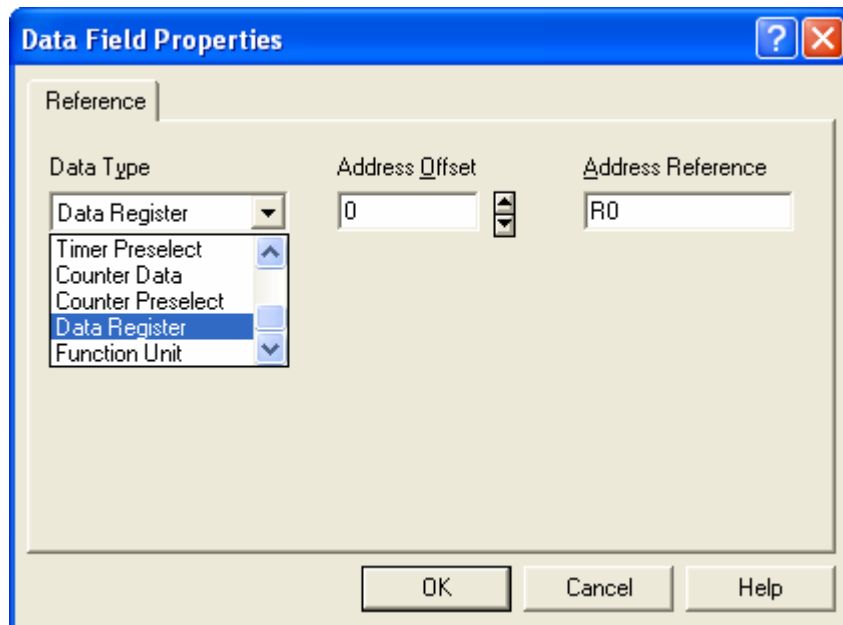 Data Field Properties
Reference
Data Type
Address Offset
Address Reference
Data Register
0
R0
Timer Preselect
Counter Data
Counter Preselect
Data Register
Function Unit
OK
Cancel
Help